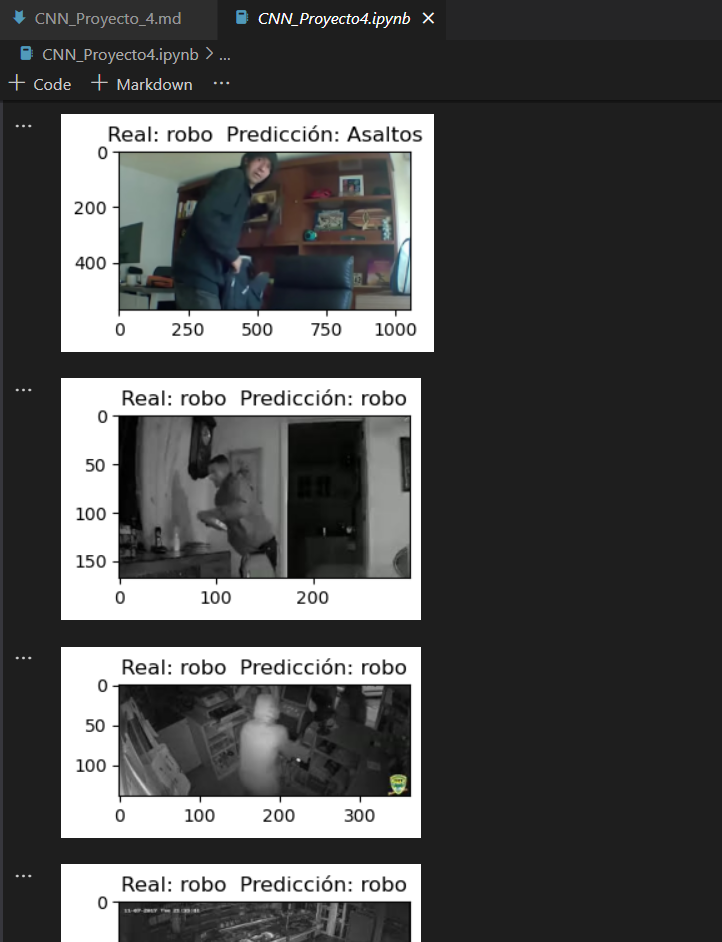 CNN_Proyecto_4.md
CNN_Proyecto4.ipynb ×
CNN_Proyecto4.ipynb > ...
+ Code + Markdown ...
...
Real: robo Predicción: Asaltos
0
200
400
0 250 500 750 1000
...
Real: robo Predicción: robo
0
50
100
150
0 100 200
...
Real: robo Predicción: robo
0
50
100
0 100 200 300
...
Real: robo Predicción: robo
0